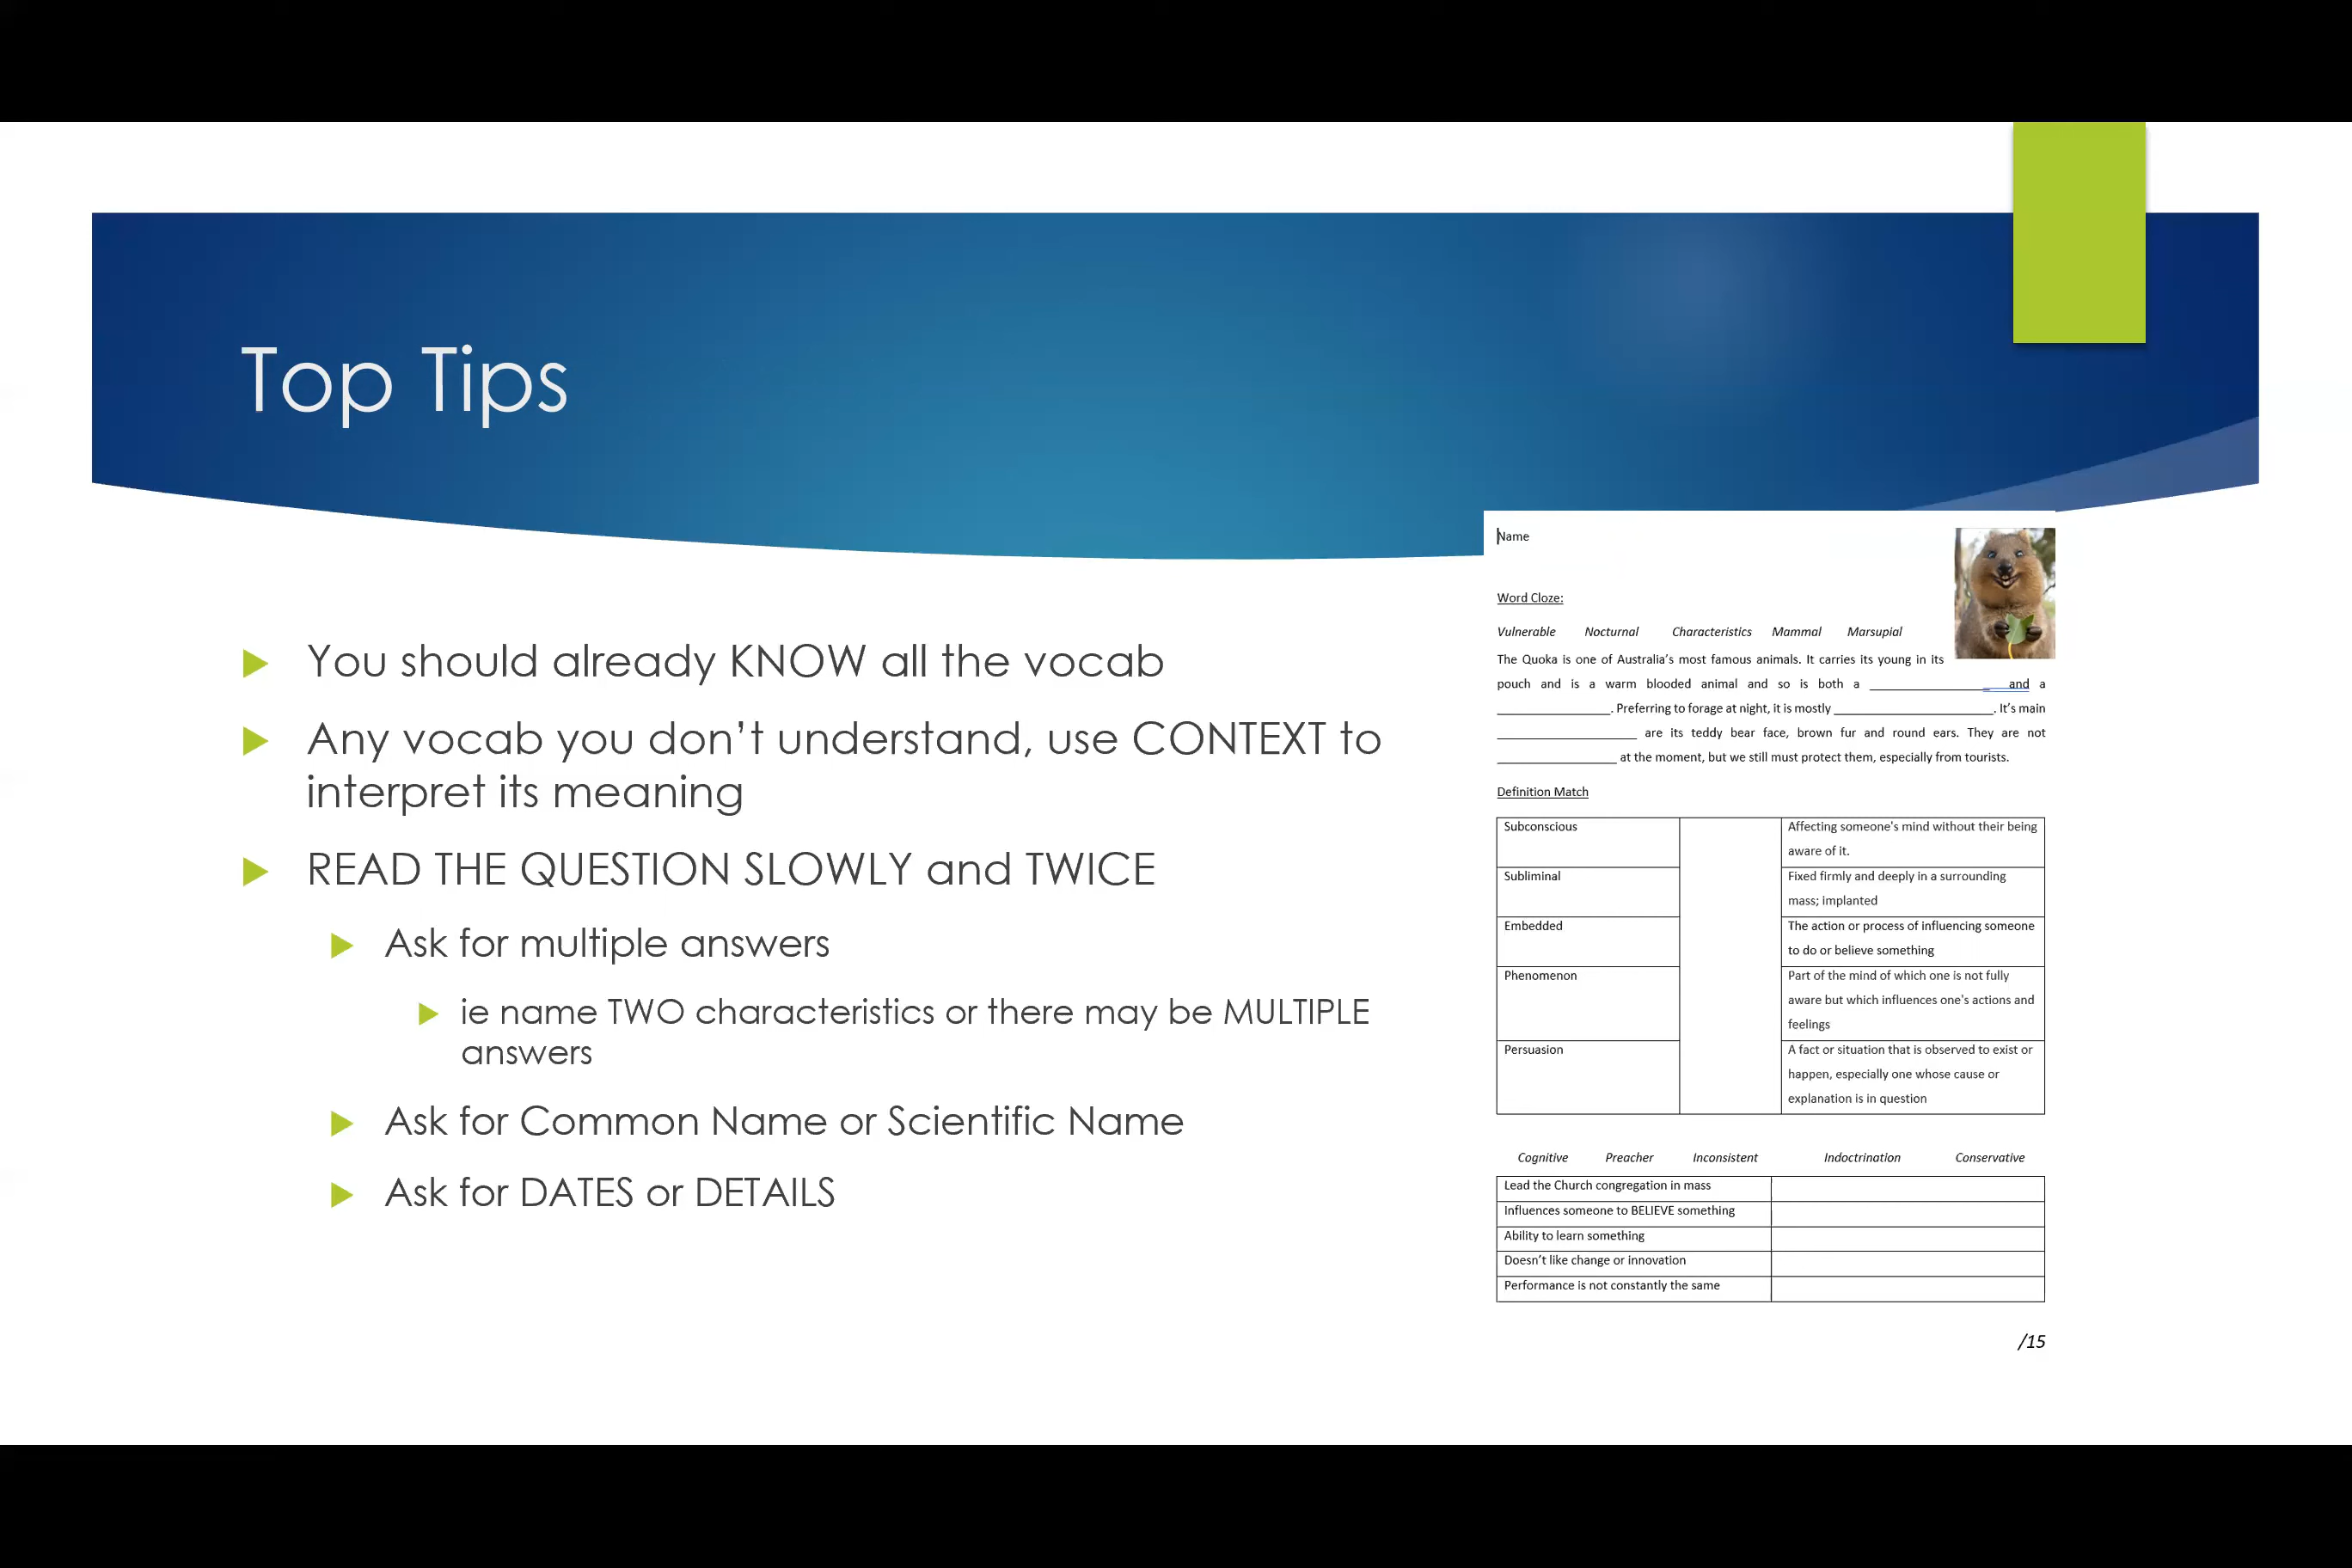 Top Tips
You should already KNOW all the vocab
Any vocab you don’t understand, use CONTEXT to
interpret its meaning
READ THE QUESTION SLOWLY and TWICE
Ask for multiple answers
ie name TWO characteristics or there may be MULTIPLE
answers
Ask for Common Name or Scientific Name
Ask for DATES or DETAILS
Name
Word Cloze:
Vulnerable Nocturnal Characteristics Mammal Marsupial
The Quoka is one of Australia’s most famous animals. It carries its young in its
pouch and is a warm blooded animal and so is both a ____________________ and a
____________________. Preferring to forage at night, it is mostly ____________________. It’s main
____________________ are its teddy bear face, brown fur and round ears. They are not
____________________ at the moment, but we still must protect them, especially from tourists.
Definition Match
Subconscious
Affecting someone's mind without their being
aware of it.
Subliminal
Fixed firmly and deeply in a surrounding
mass; implanted
Embedded
The action or process of influencing someone
to do or believe something
Phenomenon
Part of the mind of which one is not fully
aware but which influences one's actions and
feelings
Persuasion
A fact or situation that is observed to exist or
happen, especially one whose cause or
explanation is in question
Cognitive Preacher Inconsistent Indoctrination Conservative
Lead the Church congregation in mass
Influences someone to BELIEVE something
Ability to learn something
Doesn’t like change or innovation
Performance is not constantly the same
/15